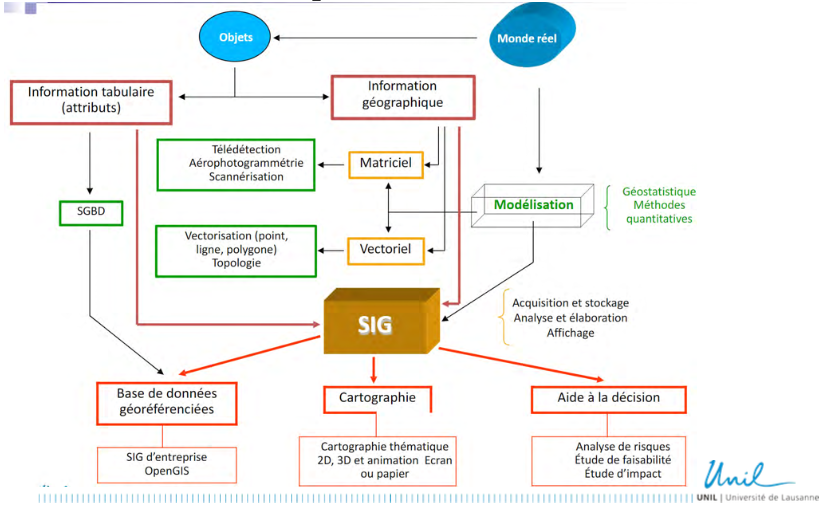 Objets
Monde réel
Information tabulaire
(attributs)
Information
géographique
Télédétection
Aérophotogrammétrie
Scannérisation
Matriciel
Modélisation
Géostatistique
Méthodes
quantitatives
SGBD
Vectorisation (point,
ligne, polygone)
Topologie
Vectoriel
SIG
Acquisition et stockage
Analyse et élaboration
Affichage
Base de données
géoréférenciées
Cartographie
Aide à la décision
SIG d'entreprise
OpenGIS
Cartographie thématique
2D, 3D et animation Ecran
ou papier
Analyse de risques
Étude de faisabilité
Étude d'impact
Unil
UNIL | Université de Lausanne